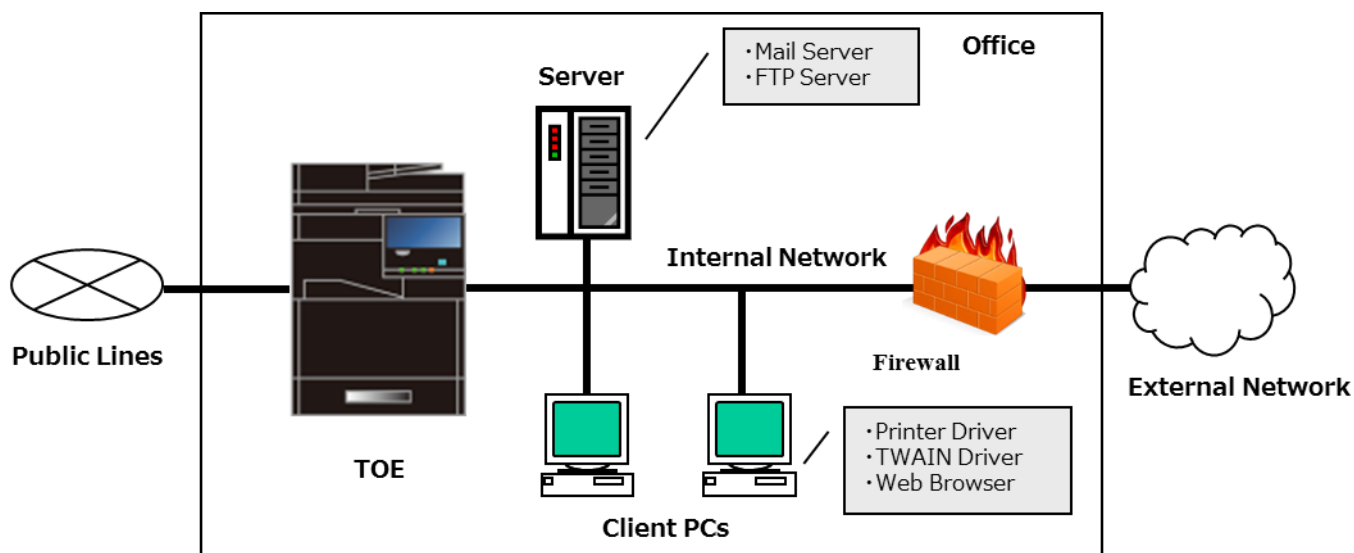 Office
・Mail Server
・FTP Server
Server
Internal Network
Public Lines
Firewall
External Network
TOE
・Printer Driver
・TWAIN Driver
・Web Browser
Client PCs